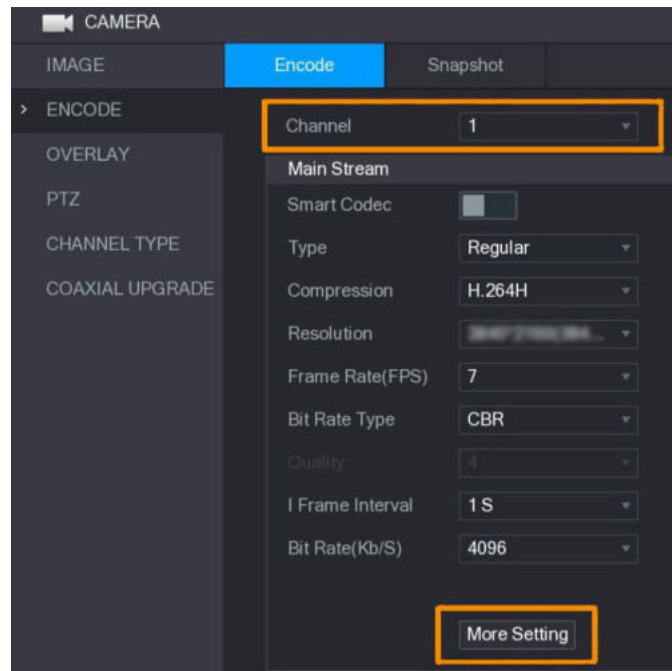 CAMERA
IMAGE
Encode Snapshot
> ENCODE
Channel 1
OVERLAY
Main Stream
PTZ
Smart Codec
CHANNEL TYPE
Type Regular
COAXIAL UPGRADE
Compression H.264H
Resolution
Frame Rate(FPS) 7
Bit Rate Type CBR
Quality 4
I Frame Interval 1 S
Bit Rate(Kb/S) 4096
More Setting